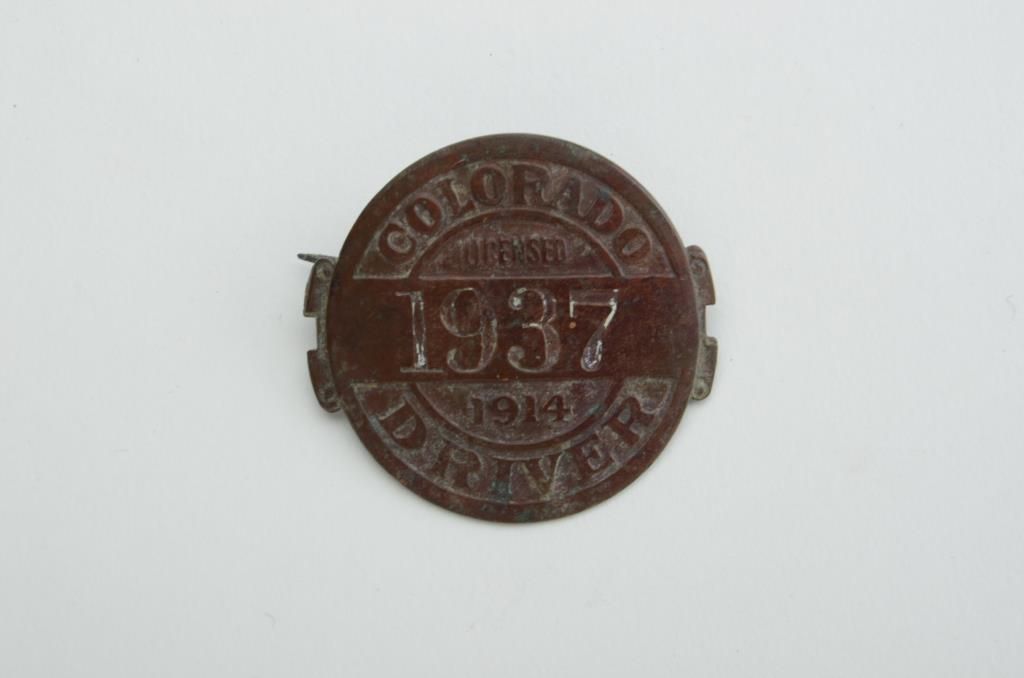 COLORADO
LICENSED
1937
1914
DRIVER